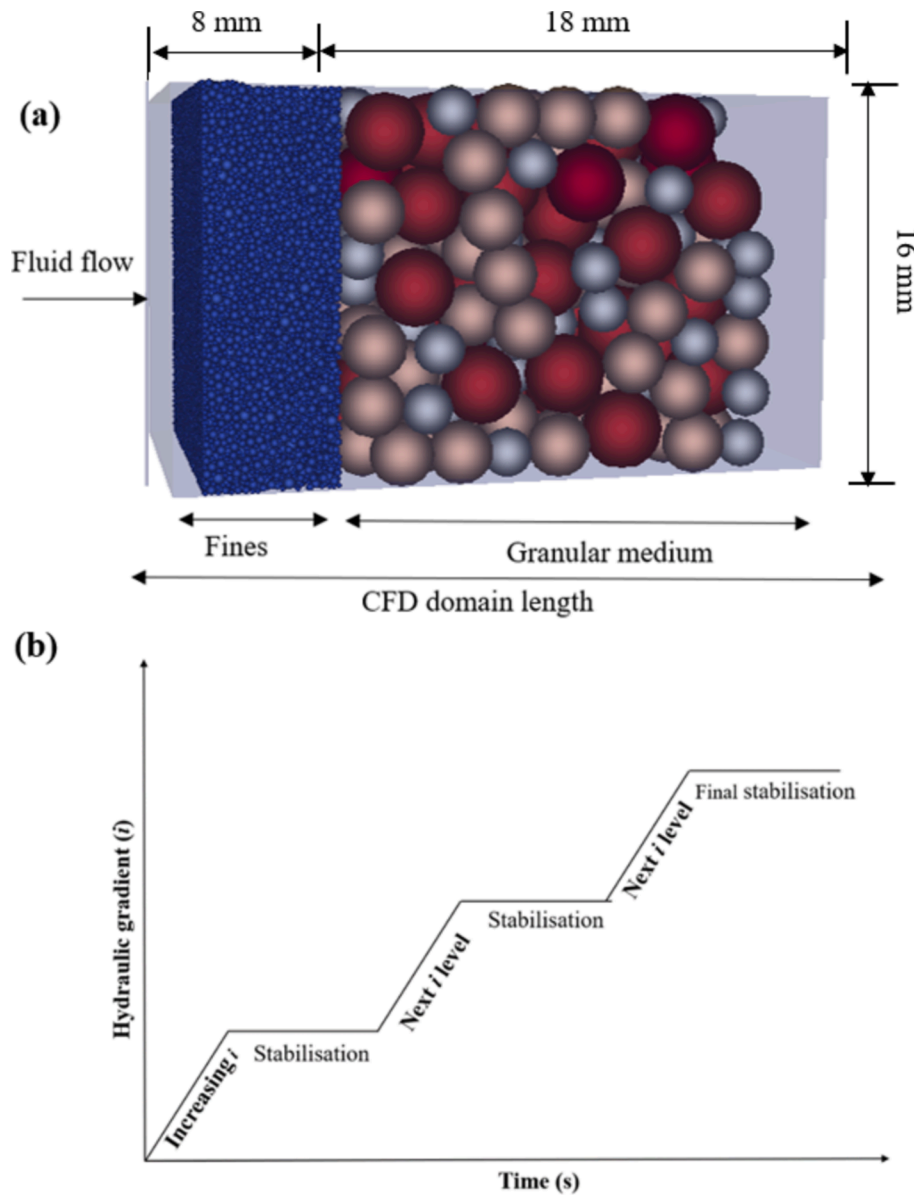 8 mm
18 mm
(a)
Fluid flow
16 mm
Fines
Granular medium
CFD domain length
(b)
Hydraulic gradient (i)
Increasing i
Stabilisation
Next i level
Stabilisation
Next i level
Final stabilisation
Time (s)